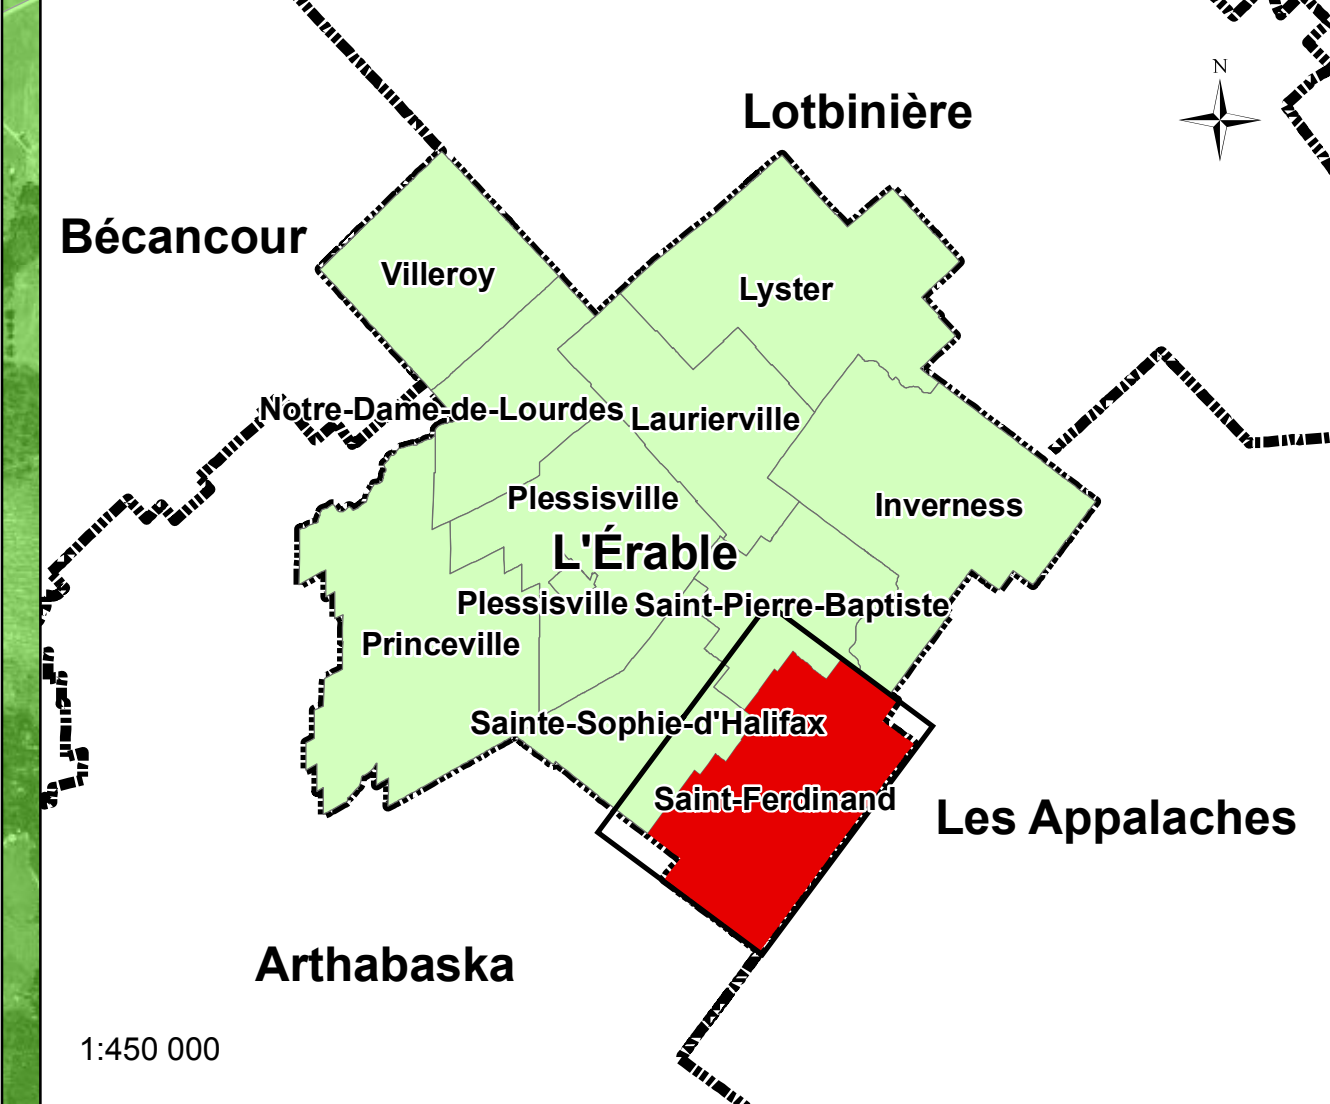 N
Lotbinière
Bécancour
Villeroy
Lyster
Notre-Dame-de-Lourdes
Laurierville
Plessisville
Inverness
L'Érable
Plessisville
Saint-Pierre-Baptiste
Princeville
Sainte-Sophie-d'Halifax
Saint-Ferdinand
Les Appalaches
Arthabaska
1:450 000